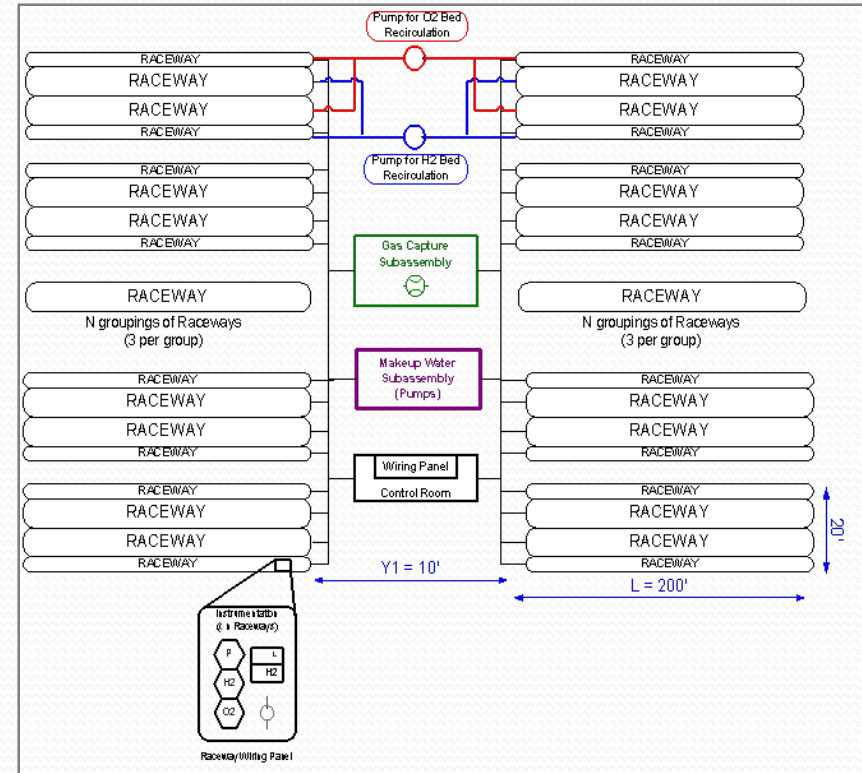 Pump for O2 Bed
Recirculation
RACEWAY
RACEWAY
RACEWAY
RACEWAY
RACEWAY
RACEWAY
RACEWAY
RACEWAY
Pump for H2 Bed
Recirculation
RACEWAY
RACEWAY
RACEWAY
RACEWAY
RACEWAY
RACEWAY
RACEWAY
RACEWAY
Gas Capture
Subassembly
RACEWAY
RACEWAY
N groupings of Raceways
(3 per group)
N groupings of Raceways
(3 per group)
Makeup Water
Subassembly
(Pumps)
RACEWAY
RACEWAY
RACEWAY
RACEWAY
RACEWAY
RACEWAY
RACEWAY
RACEWAY
Wiring Panel
Control Room
RACEWAY
RACEWAY
RACEWAY
RACEWAY
RACEWAY
RACEWAY
RACEWAY
RACEWAY
20'
Y1 = 10'
L = 200'
Instrumentation
Raceways)
P
L
H2
H2
O2
Raceway Wiring Panel